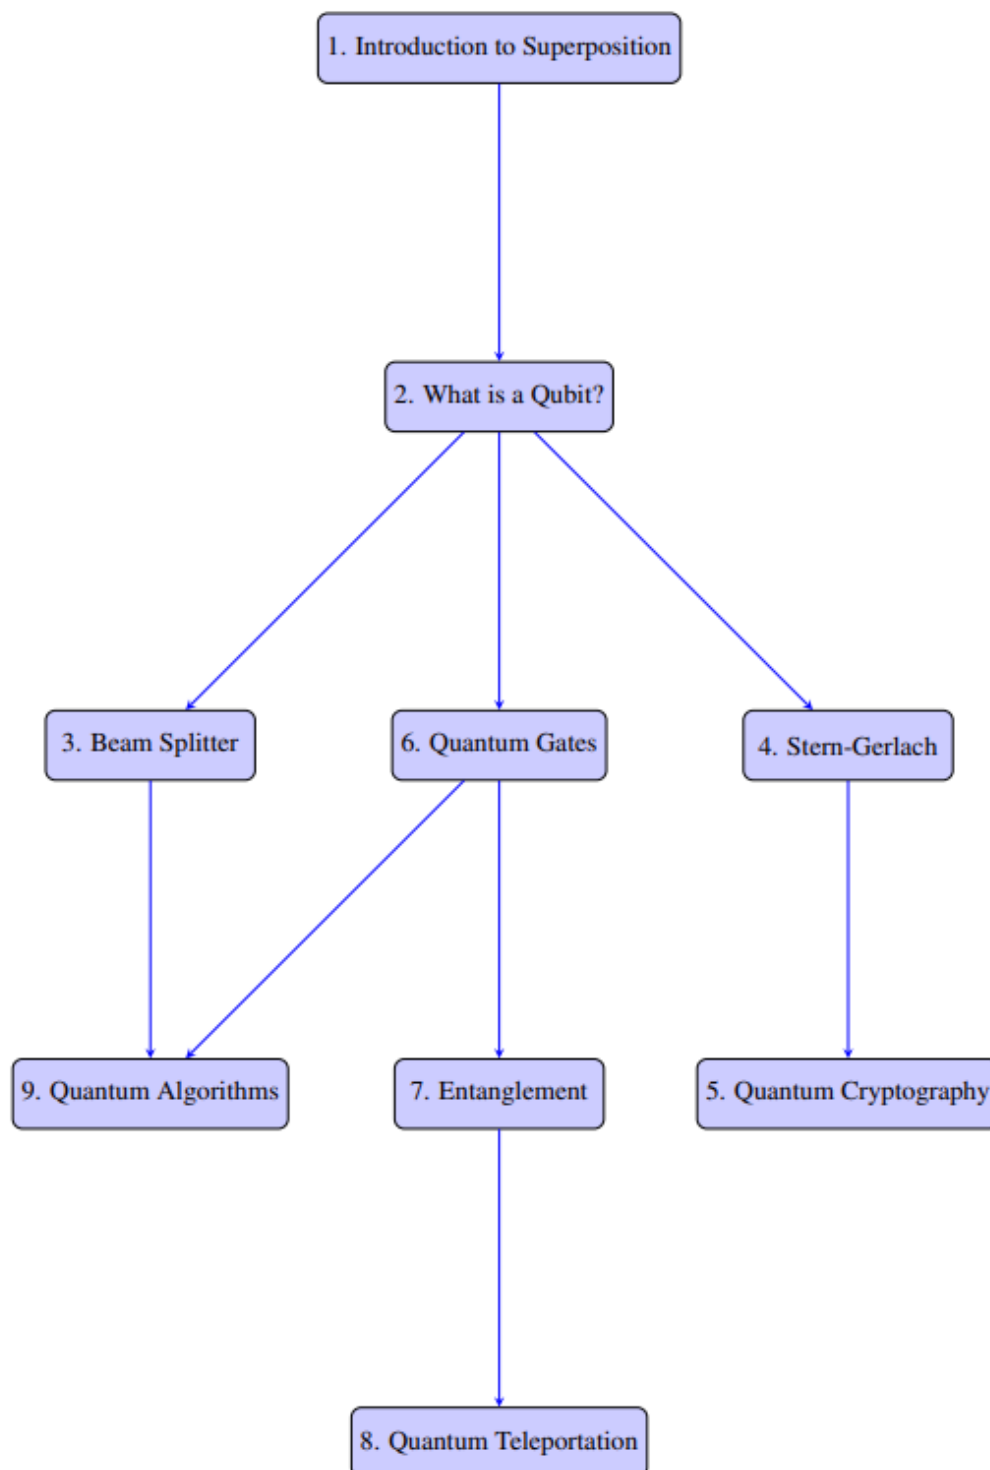 1. Introduction to Superposition
2. What is a Qubit?
3. Beam Splitter
6. Quantum Gates
4. Stern-Gerlach
9. Quantum Algorithms
7. Entanglement
5. Quantum Cryptography
8. Quantum Teleportation